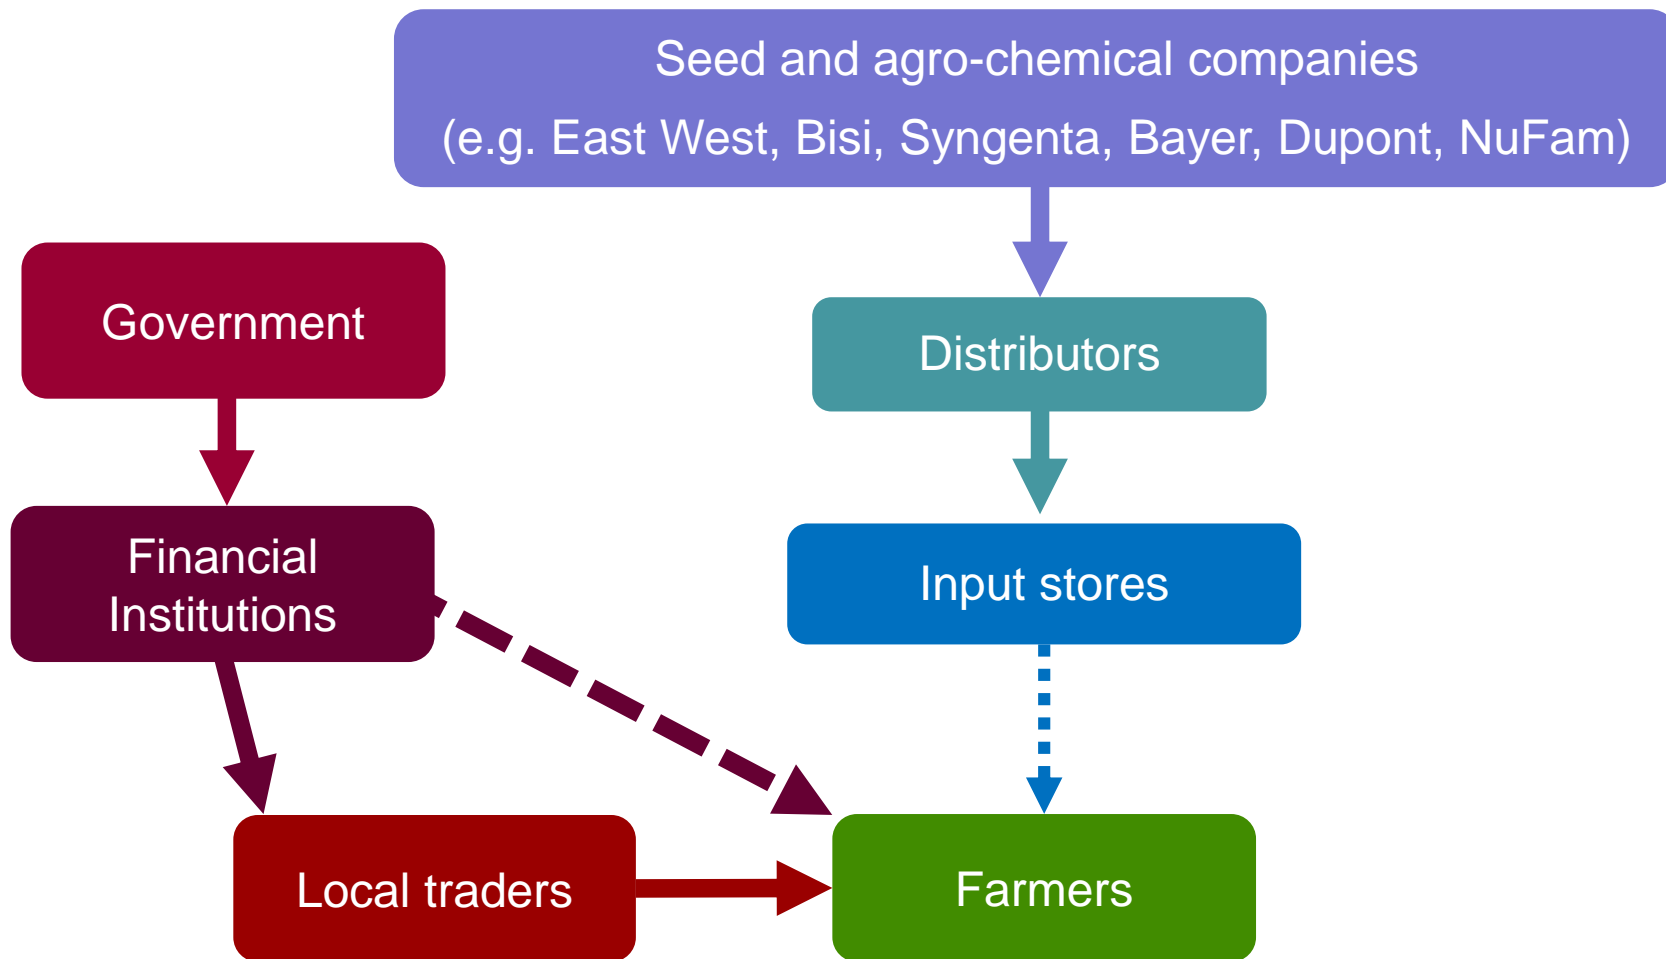 Seed and agro-chemical companies
(e.g. East West, Bisi, Syngenta, Bayer, Dupont, NuFam)
Government
Distributors
Financial
Institutions
Input stores
Local traders
Farmers